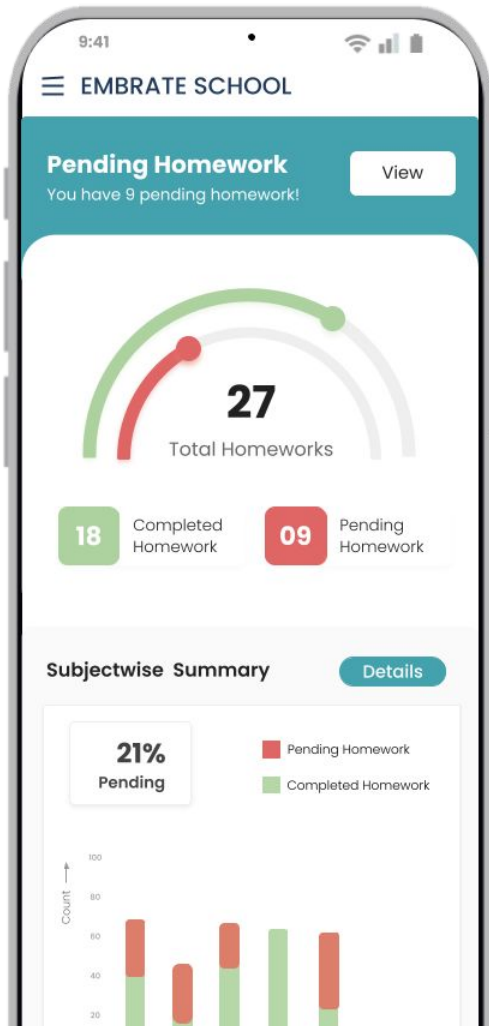 9:41
EMBRATE SCHOOL
Pending Homework
View
You have 9 pending homework!
27
Total Homeworks
18
Completed
Homework
09
Pending
Homework
Subjectwise Summary
Details
21%
Pending
Pending Homework
Completed Homework
100
80
60
40
20
Count